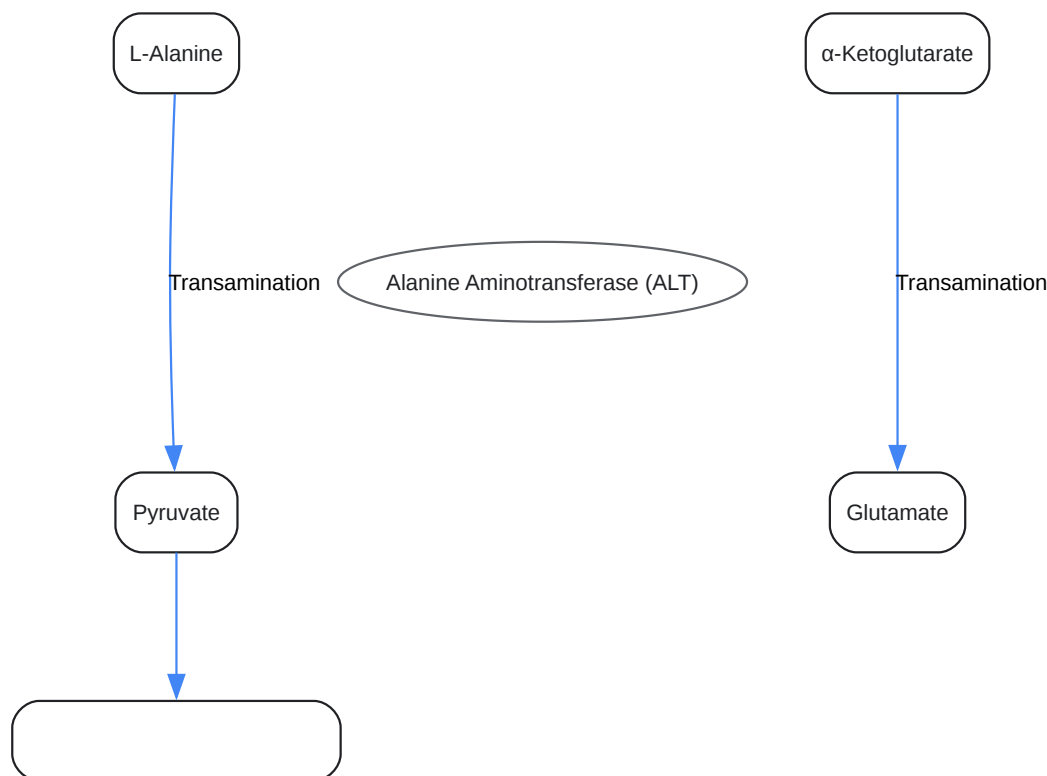 L-Alanine
α-Ketoglutarate
Transamination
Alanine Aminotransferase (ALT)
Transamination
Pyruvate
Glutamate